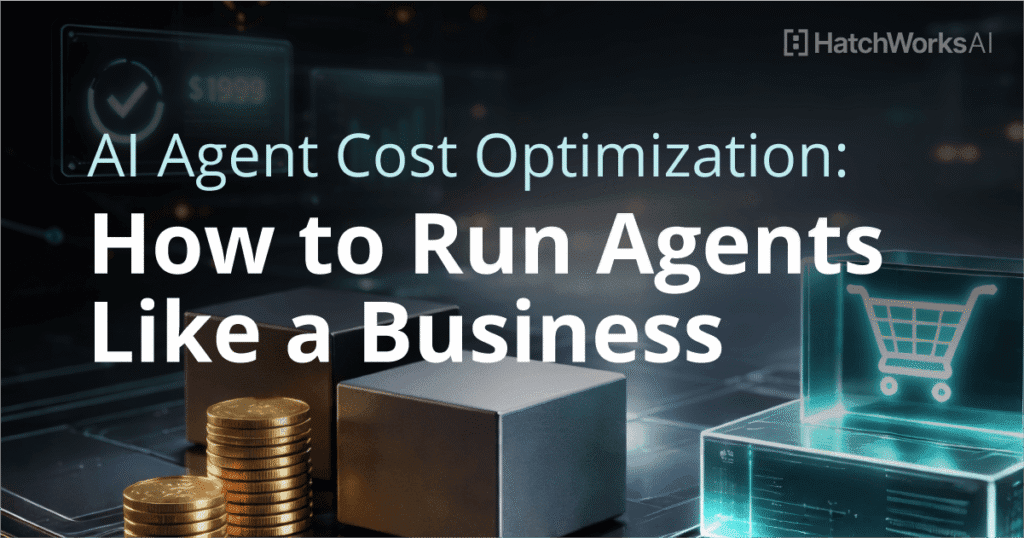 HatchWorksAI
AI Agent Cost Optimization:
How to Run Agents
Like a Business